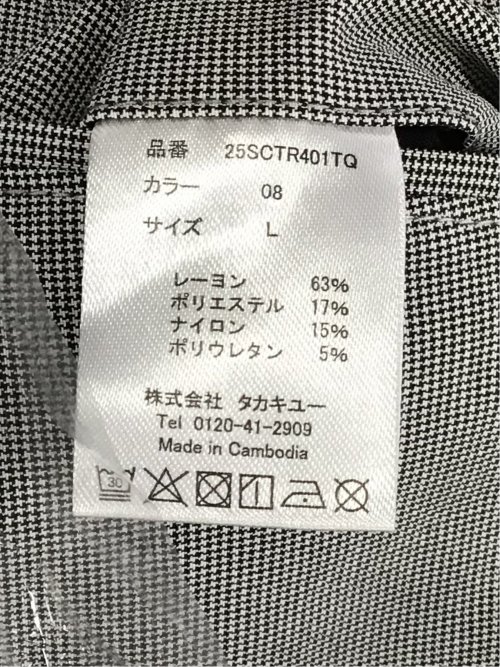 品番 25SCTR401TQ
カラー 08
サイズ L
レーヨン 63%
ポリエステル 17%
ナイロン 15%
ポリウレタン 5%
株式会社 タカキユー
Tel 0120-41-2909
Made in Cambodia
30